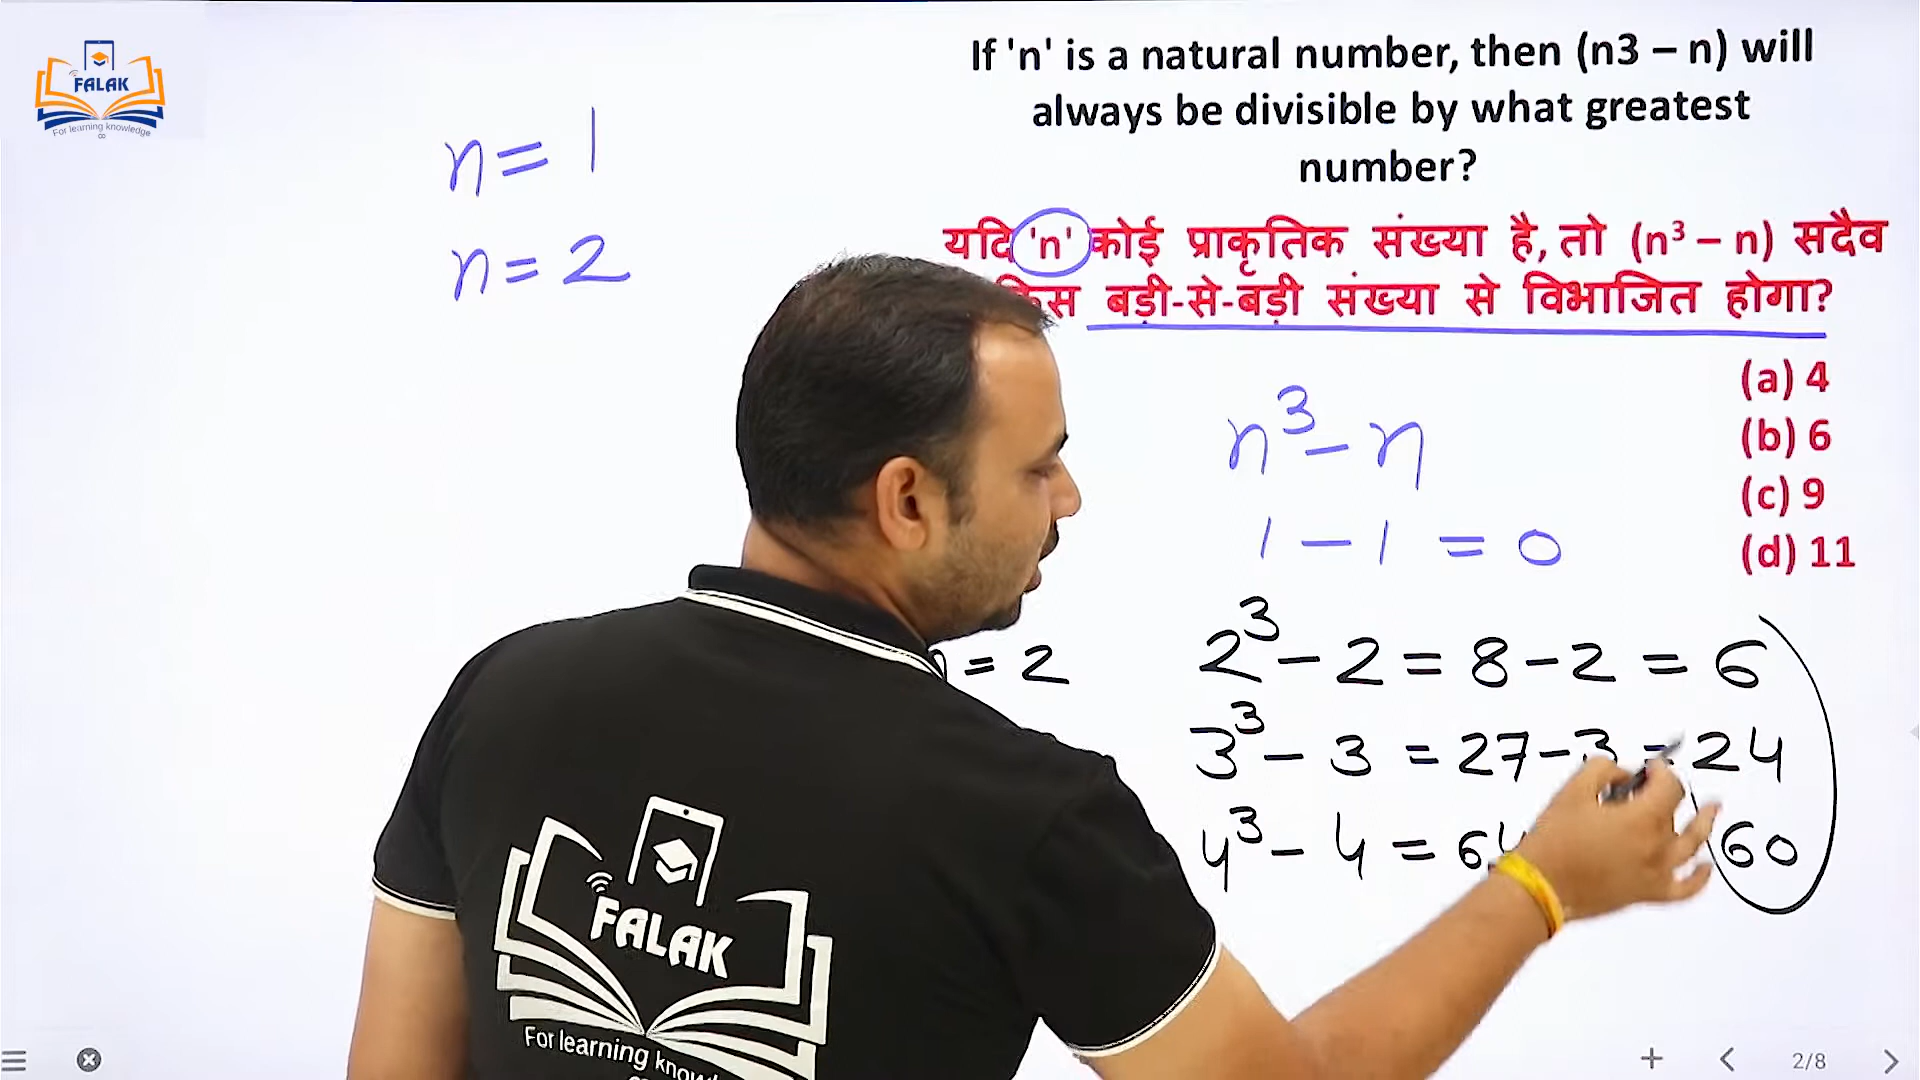 FALAK
For learning knowledge
n = 1
n = 2
If 'n' is a natural number, then (n3 – n) will
always be divisible by what greatest
number?
यदि 'n' कोई प्राकृतिक संख्या है, तो (n³ – n) सदैव
बड़ी-से-बड़ी संख्या से विभाजित होगा?
(a) 4
(b) 6
(c) 9
(d) 11
n³ – n
1 – 1 = 0
= 2
2³ – 2 = 8 – 2 = 6
3³ – 3 = 27 – 3 = 24
4³ – 4 = 64 60
FALAK
For learning
2/8